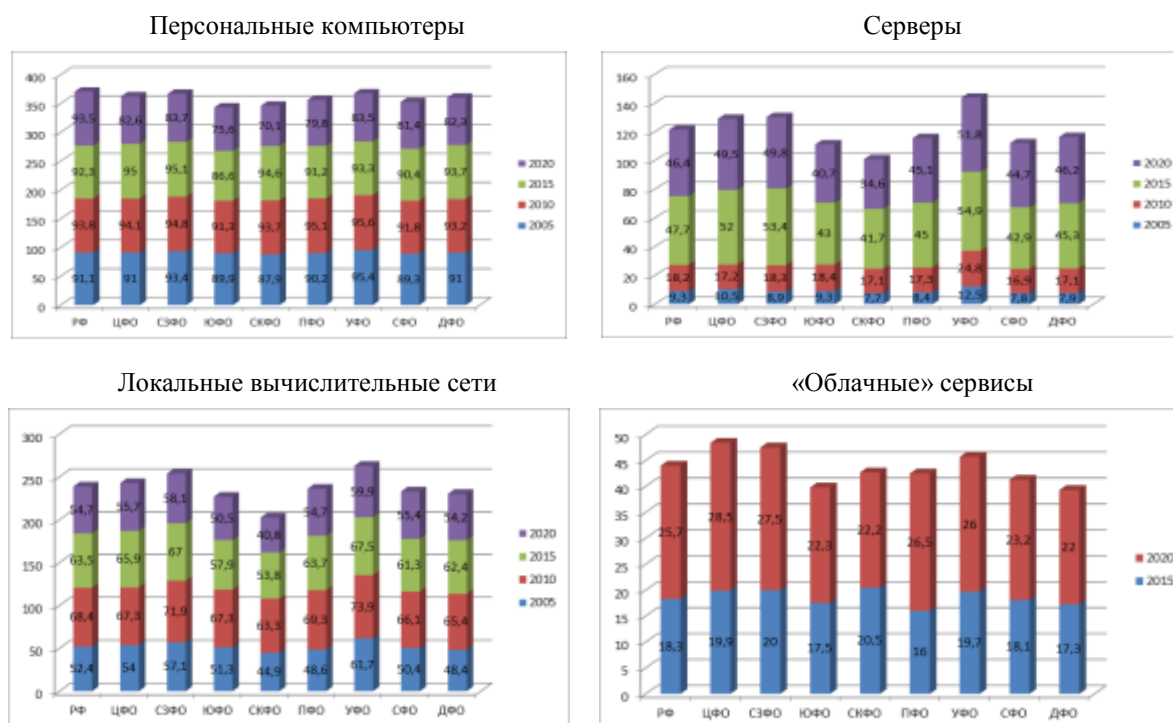 Персональные компьютеры
Серверы
400
350
300
250
200
150
100
50
0
93,5 82,6 83,7 75,6 70,1 79,8 83,5 81,4 82,3
92,3 95 95,1 86,6 94,6 91,2 93,3 90,4 93,7
93,8 94,1 94,8 91,3 93,7 95,1 95,6 91,8 93,2
91,1 91 93,4 89,9 87,9 90,2 95,4 89,3 91
РФ ЦФО СЗФО ЮФО СКФО ПФО УФО СФО ДФО
2020
2015
2010
2005
160
140
120
100
80
60
40
20
0
46,4 49,5 49,8 40,7 34,6 45,1 51,8 44,7 46,2
47,7 52 53,4 43 41,7 45 54,9 42,9 45,3
18,2 17,2 18,3 18,4 17,1 17,3 24,8 16,9 17,1
9,3 10,5 8,9 9,3 7,7 8,4 12,5 7,8 7,9
РФ ЦФО СЗФО ЮФО СКФО ПФО УФО СФО ДФО
2020
2015
2010
2005
Локальные вычислительные сети
«Облачные» сервисы
300
250
200
150
100
50
0
54,7 55,7 58,1 50,5 40,8 54,7 59,9 55,4 54,2
63,5 65,9 67 57,9 53,8 63,7 67,5 61,3 62,4
68,4 67,3 71,9 67,3 63,3 69,3 73,9 66,1 65,4
52,4 54 57,1 51,3 44,9 48,6 61,7 50,4 48,4
РФ ЦФО СЗФО ЮФО СКФО ПФО УФО СФО ДФО
2020
2015
2010
2005
50
45
40
35
30
25
20
15
10
5
0
25,7 28,5 27,5 22,3 22,2 26,5 26 23,2 22
18,3 19,9 20 17,5 20,5 16 19,7 18,1 17,3
РФ ЦФО СЗФО ЮФО СКФО ПФО УФО СФО ДФО
2020
2015